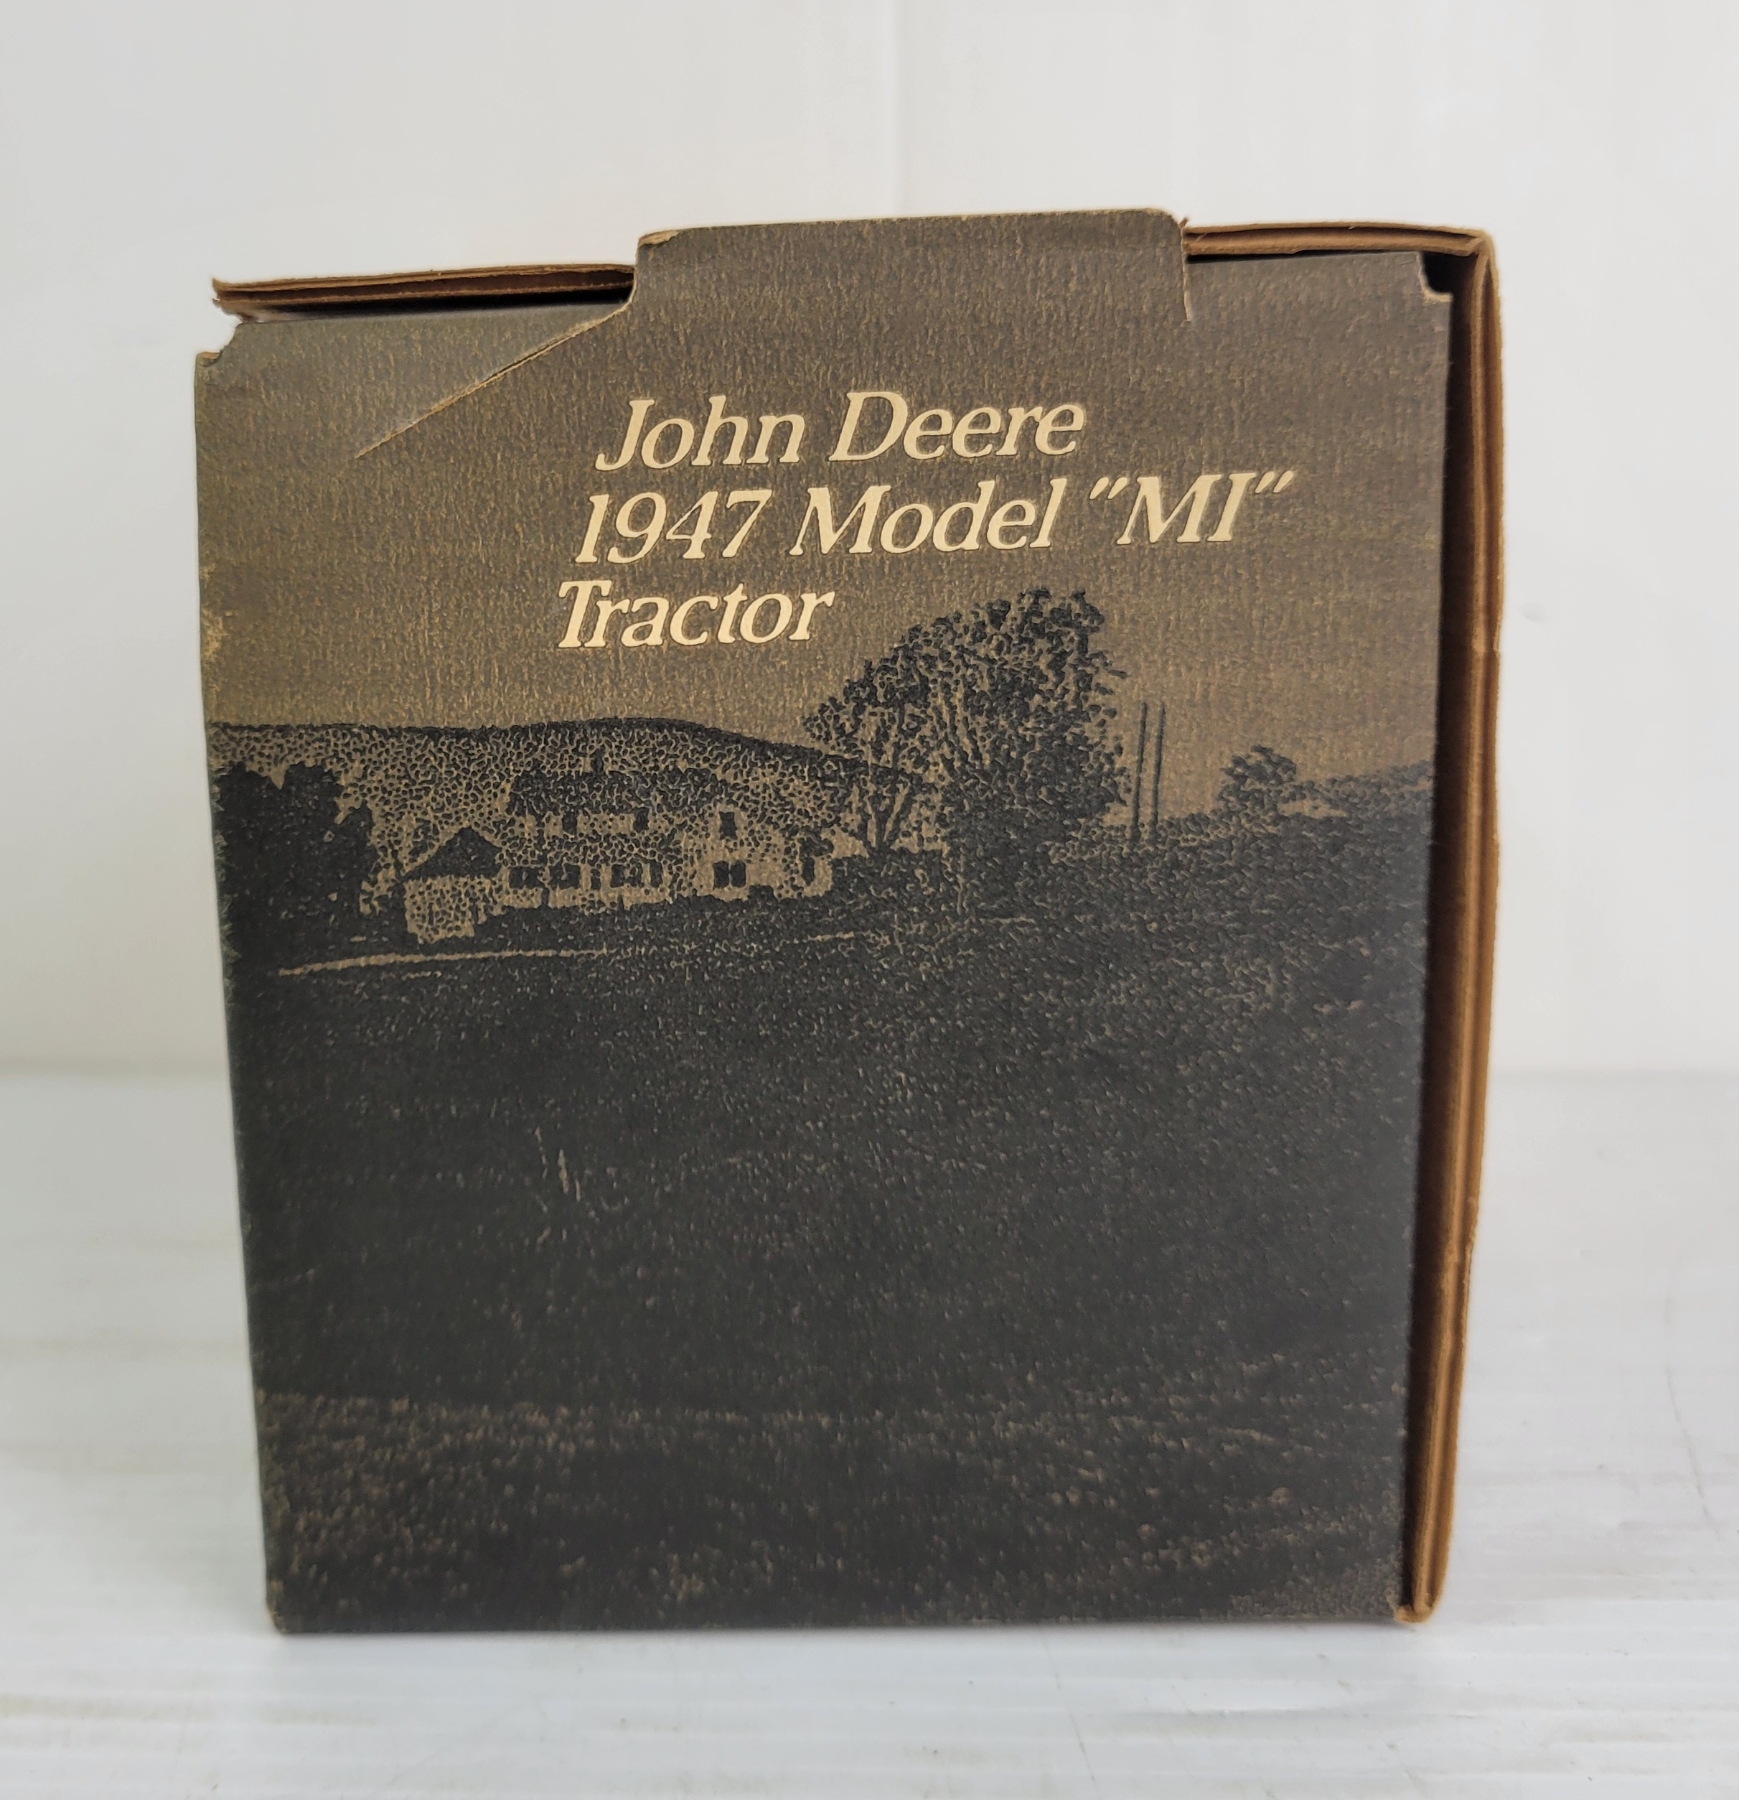 John Deere
1947 Model "MI"
Tractor